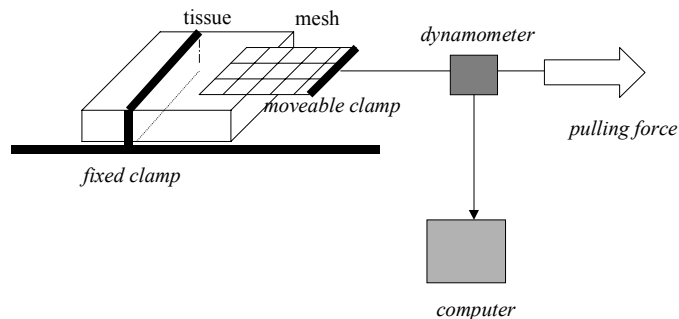 tissue
mesh
dynamometer
moveable clamp
pulling force
fixed clamp
computer